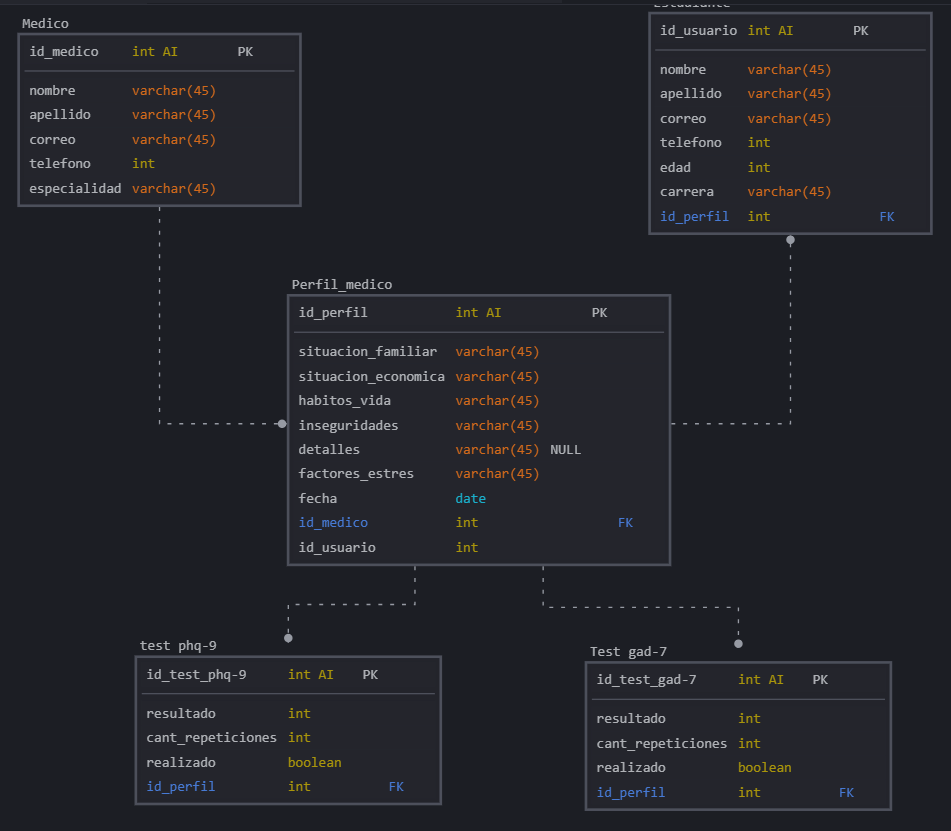 Medico
id_medico int AI PK
nombre varchar(45)
apellido varchar(45)
correo varchar(45)
telefono int
especialidad varchar(45)
Estudiante
id_usuario int AI PK
nombre varchar(45)
apellido varchar(45)
correo varchar(45)
telefono int
edad int
carrera varchar(45)
id_perfil int FK
Perfil_medico
id_perfil int AI PK
situacion_familiar varchar(45)
situacion_economica varchar(45)
habitos_vida varchar(45)
inseguridades varchar(45)
detalles varchar(45) NULL
factores_estres varchar(45)
fecha date
id_medico int FK
id_usuario int
test phq-9
id_test_phq-9 int AI PK
resultado int
cant_repeticiones int
realizado boolean
id_perfil int FK
Test gad-7
id_test_gad-7 int AI PK
resultado int
cant_repeticiones int
realizado boolean
id_perfil int FK